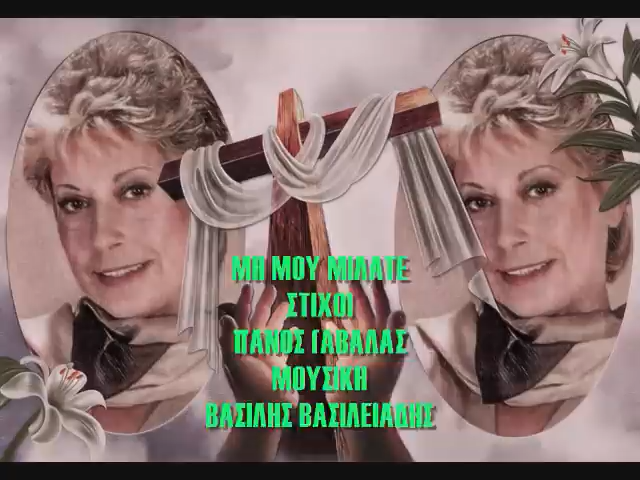 ΜΗ ΜΟΥ ΜΙΛΑΤΕ
ΣΤΙΧΟΙ
ΠΑΝΟΣ ΓΑΒΑΛΑΣ
ΜΟΥΣΙΚΗ
ΒΑΣΙΛΗΣ ΒΑΣΙΛΕΙΑΔΗΣ